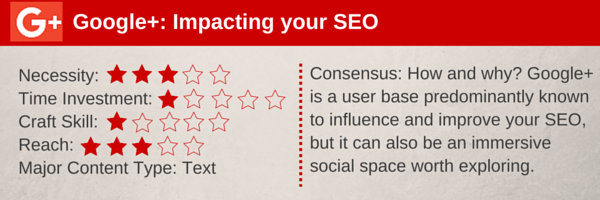 G+ Google+: Impacting your SEO
Necessity:
Time Investment:
Craft Skill:
Reach:
Major Content Type: Text
Consensus: How and why? Google+
is a user base predominantly known
to influence and improve your SEO,
but it can also be an immersive
social space worth exploring.